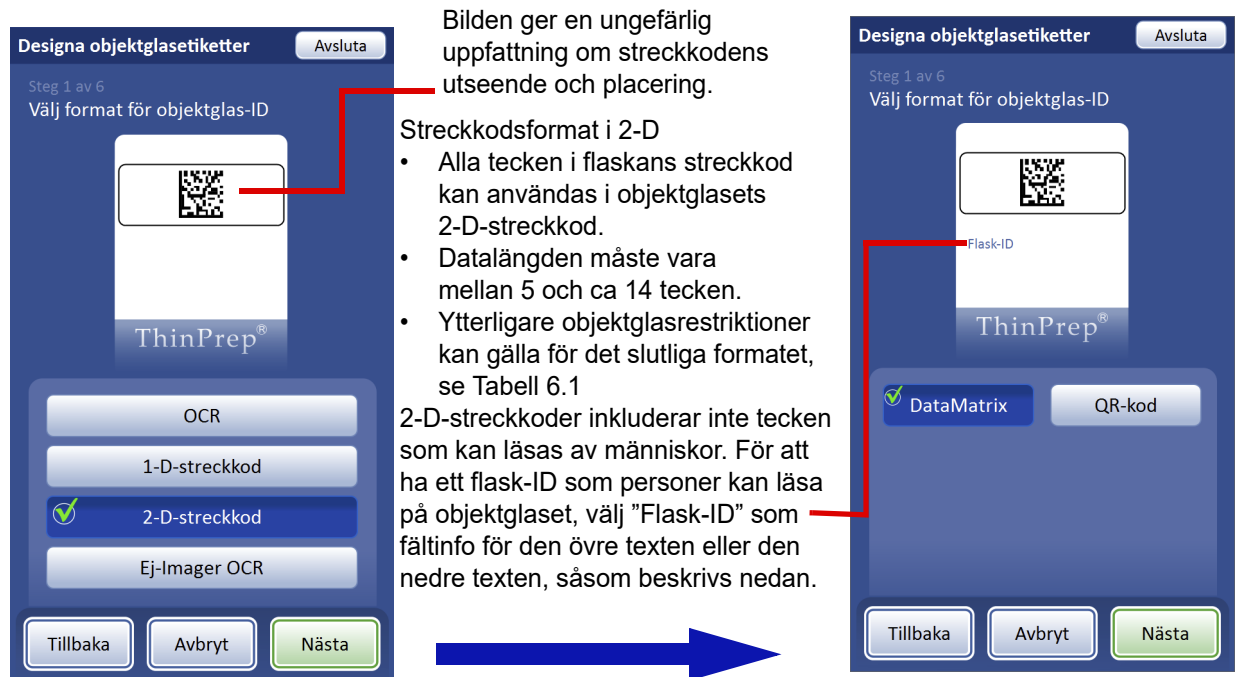 Designa objektglasetiketter
Avsluta
Steg 1 av 6
Välj format för objektglas-ID
ThinPrep®
OCR
1-D-streckkod
2-D-streckkod
Ej-Imager OCR
Tillbaka
Avbryt
Nästa
Bilden ger en ungefärlig
uppfattning om streckkodens
utseende och placering.
Streckkodsformat i 2-D
• Alla tecken i flaskans streckkod
kan användas i objektglasets
2-D-streckkod.
• Datalängden måste vara
mellan 5 och ca 14 tecken.
• Ytterligare objektglasrestriktioner
kan gälla för det slutliga formatet,
se Tabell 6.1
2-D-streckkoder inkluderar inte tecken
som kan läsas av människor. För att
ha ett flask-ID som personer kan läsa
på objektglaset, välj ”Flask-ID” som
fältinfo för den övre texten eller den
nedre texten, såsom beskrivs nedan.
Designa objektglasetiketter
Avsluta
Steg 1 av 6
Välj format för objektglas-ID
Flask-ID
ThinPrep®
DataMatrix
QR-kod
Tillbaka
Avbryt
Nästa